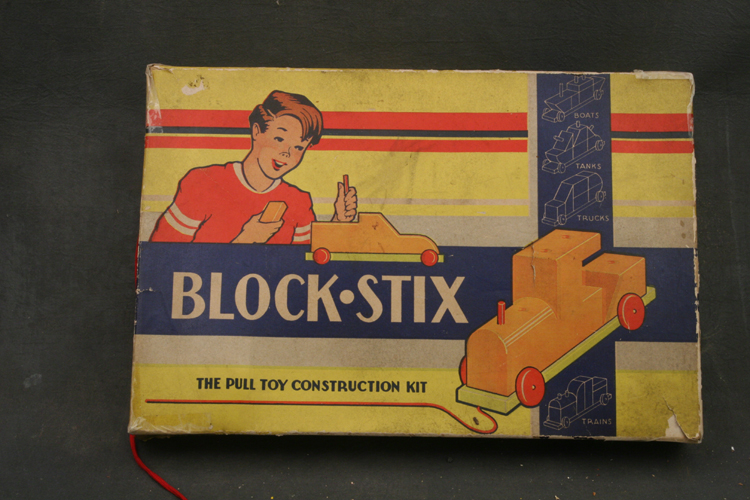 BOATS
TANKS
TRUCKS
BLOCK•STIX
THE PULL TOY CONSTRUCTION KIT
TRAINS